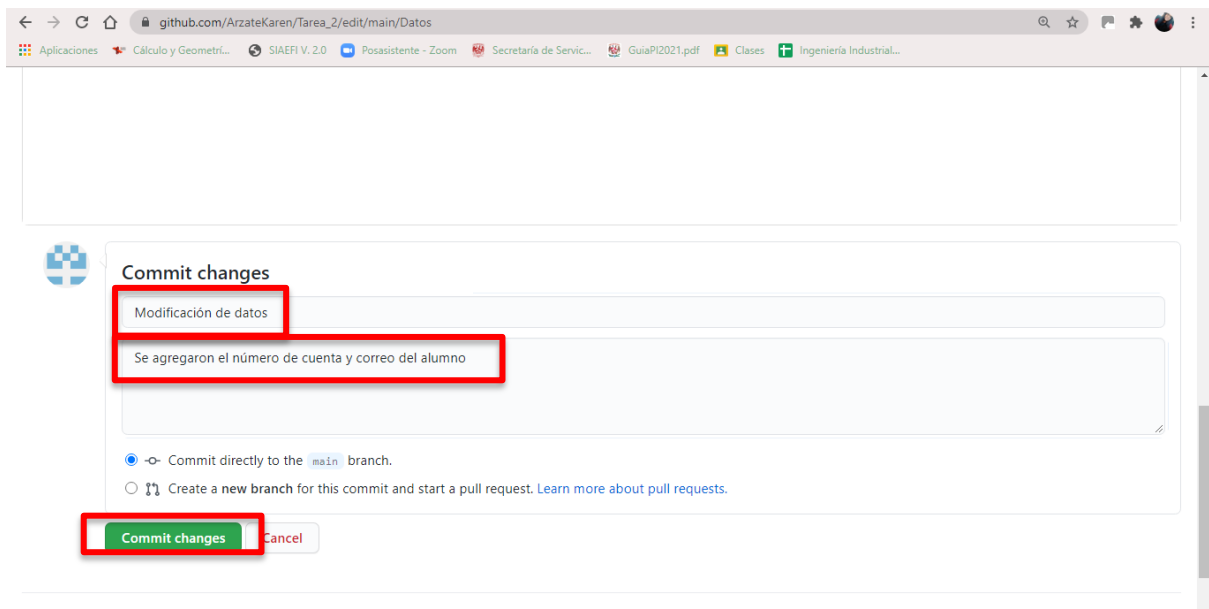 github.com/ArzateKaren/Tarea_2/edit/main/Datos
Aplicaciones Cálculo y Geometrí... SIAEFI V. 2.0 Posasistente - Zoom Secretaría de Servic... GuiaPI2021.pdf Clases Ingeniería Industrial...
Commit changes
Modificación de datos
Se agregaron el número de cuenta y correo del alumno
Commit directly to the main branch.
Create a new branch for this commit and start a pull request. Learn more about pull requests.
Commit changes Cancel